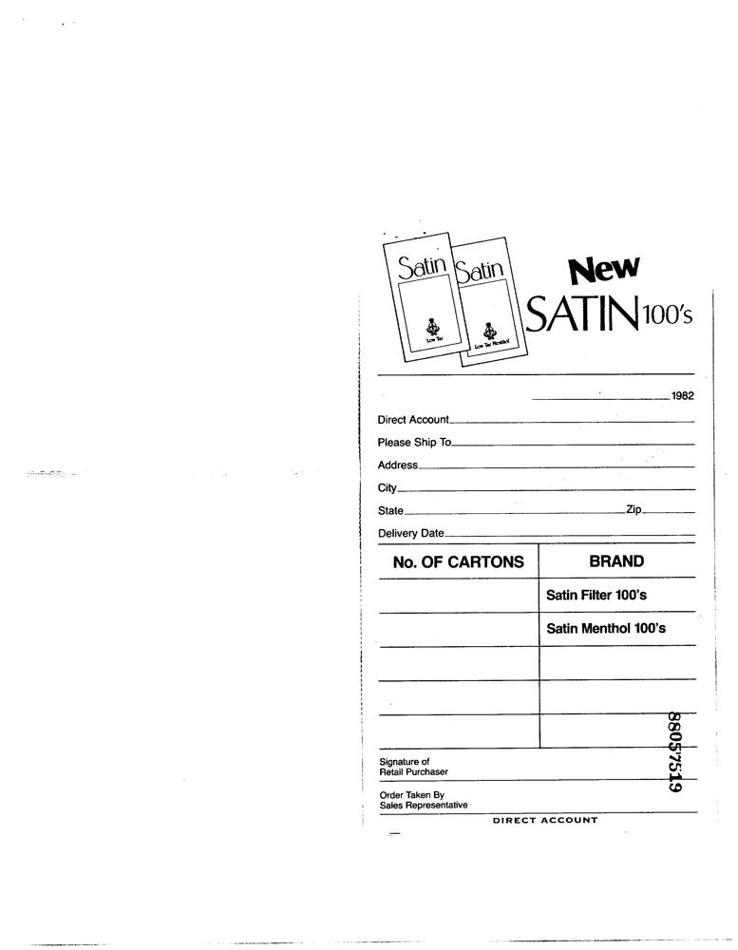 Satin
Satin
Low Tar
Low Tar Menthol
New
SATIN 100's
1982
Direct Account
Please Ship To
Address
City
State Zip
Delivery Date
No. OF CARTONS BRAND
Satin Filter 100's
Satin Menthol 100's
Signature of
Retail Purchaser
Order Taken By
Sales Representative
DIRECT ACCOUNT
88057519